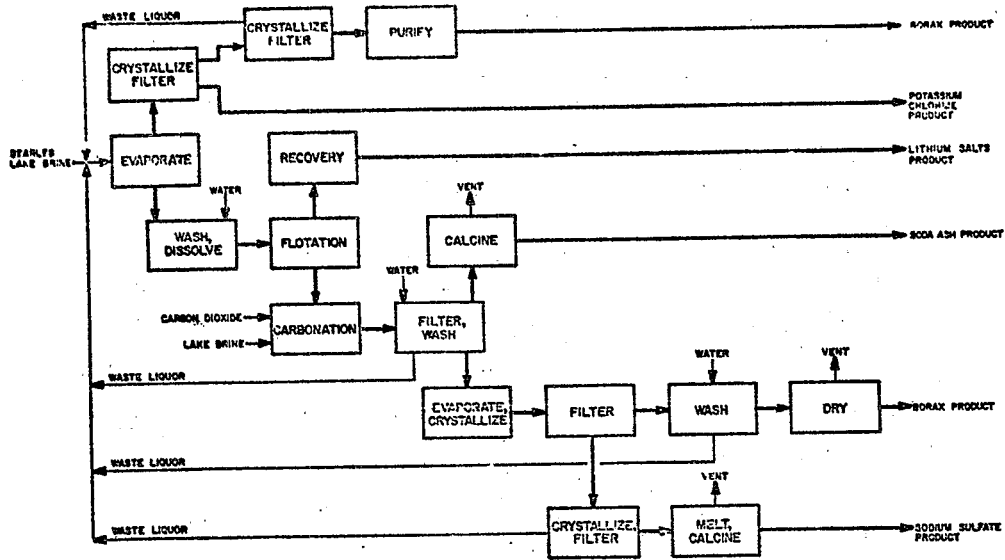 WASTE LIQUOR
CRYSTALLIZE
FILTER
PURIFY
BORAX PRODUCT
CRYSTALLIZE
FILTER
POTASSIUM
CHLORIDE
PRODUCT
SEARLES
LAKE BRINE
EVAPORATE
RECOVERY
LITHIUM SALTS
PRODUCT
WATER
VENT
WASH,
DISSOLVE
FLOTATION
CALCINE
SODA ASH PRODUCT
WATER
CARBON DIOXIDE
LAKE BRINE
CARBONATION
FILTER,
WASH
WASTE LIQUOR
WATER
VENT
EVAPORATE,
CRYSTALLIZE
FILTER
WASH
DRY
BORAX PRODUCT
WASTE LIQUOR
VENT
WASTE LIQUOR
CRYSTALLIZE,
FILTER
MELT,
CALCINE
SODIUM SULFATE
PRODUCT